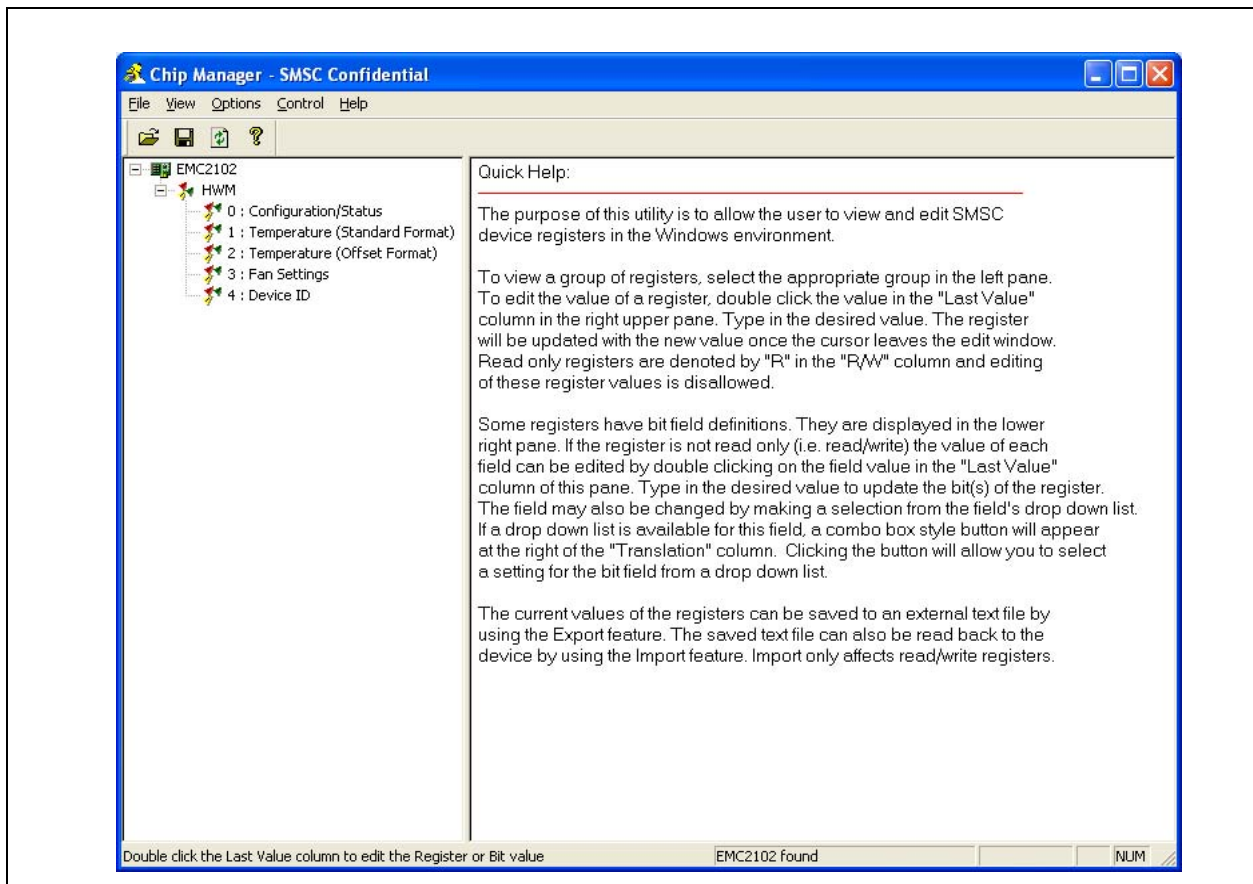 Chip Manager - SMSC Confidential
File View Options Control Help
EMC2102
HWM
0 : Configuration/Status
1 : Temperature (Standard Format)
2 : Temperature (Offset Format)
3 : Fan Settings
4 : Device ID
Quick Help:
The purpose of this utility is to allow the user to view and edit SMSC
device registers in the Windows environment.
To view a group of registers, select the appropriate group in the left pane.
To edit the value of a register, double click the value in the "Last Value"
column in the right upper pane. Type in the desired value. The register
will be updated with the new value once the cursor leaves the edit window.
Read only registers are denoted by "R" in the "R/W" column and editing
of these register values is disallowed.
Some registers have bit field definitions. They are displayed in the lower
right pane. If the register is not read only (i.e. read/write) the value of each
field can be edited by double clicking on the field value in the "Last Value"
column of this pane. Type in the desired value to update the bit(s) of the register.
The field may also be changed by making a selection from the field's drop down list.
If a drop down list is available for this field, a combo box style button will appear
at the right of the "Translation" column.  Clicking the button will allow you to select
a setting for the bit field from a drop down list.
The current values of the registers can be saved to an external text file by
using the Export feature. The saved text file can also be read back to the
device by using the Import feature. Import only affects read/write registers.
Double click the Last Value column to edit the Register or Bit value
EMC2102 found
NUM